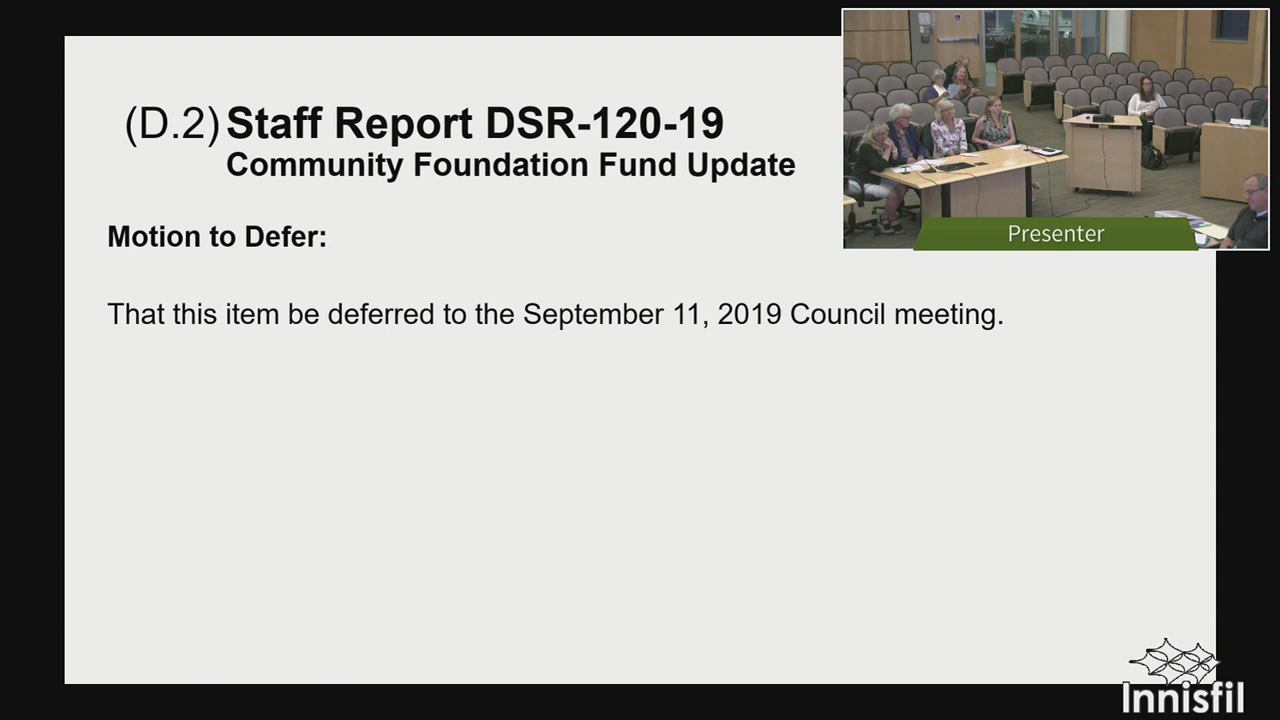 (D.2) Staff Report DSR-120-19
Community Foundation Fund Update
Presenter
Motion to Defer:
That this item be deferred to the September 11, 2019 Council meeting.
Innisfil